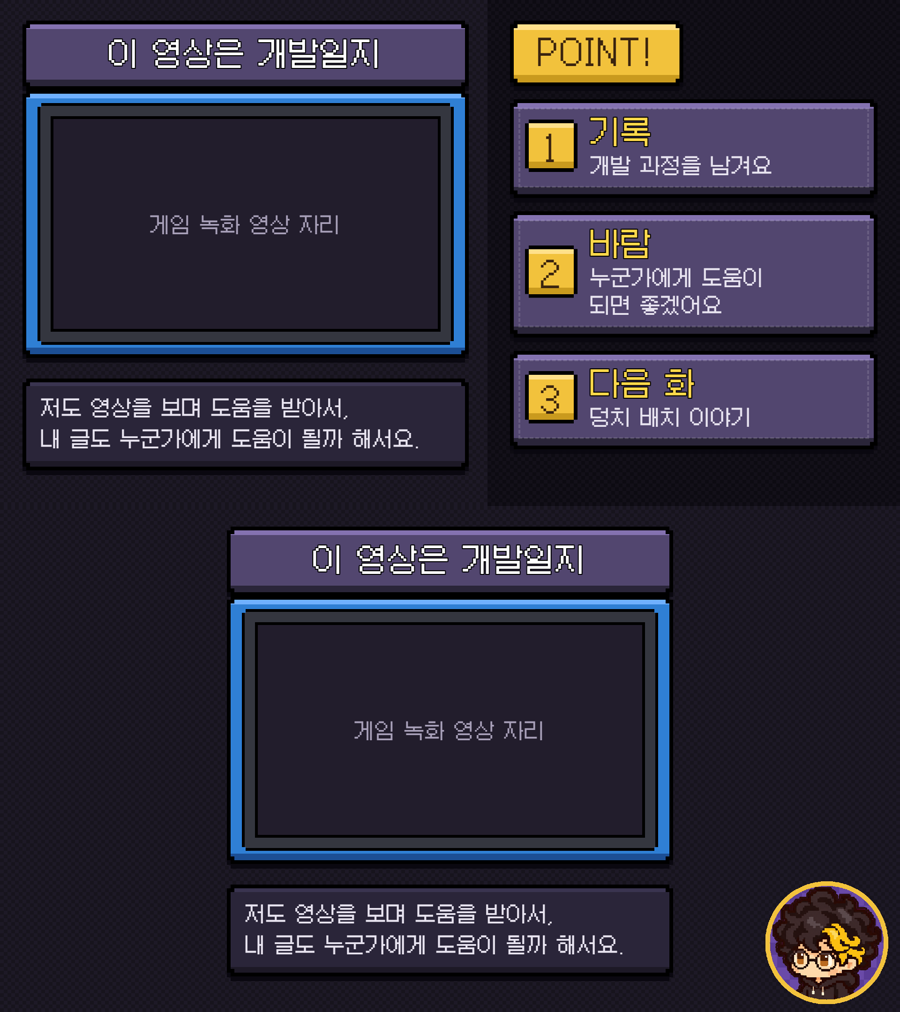 이 영상은 개발일지
게임 녹화 영상 자리
저도 영상을 보며 도움을 받아서,
내 글도 누군가에게 도움이 될까 해서요.
POINT!
1
기록
개발 과정을 남겨요
2
바람
누군가에게 도움이
되면 좋겠어요
3
다음 화
덩치 배치 이야기
이 영상은 개발일지
게임 녹화 영상 자리
저도 영상을 보며 도움을 받아서,
내 글도 누군가에게 도움이 될까 해서요.